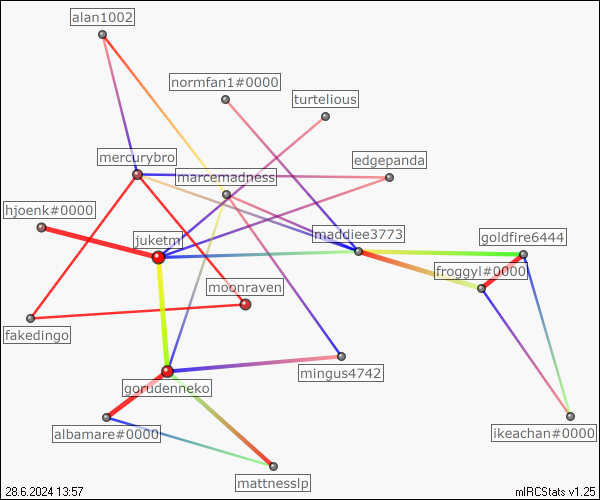 alan1002
normfan1#0000
turtelious
mercurybro
edgepanda
marcemadness
hjoenk#0000
juketm
maddiee3773
goldfire6444
froggyl#0000
moonraven
fakedingo
mingus4742
gorudenneko
albamare#0000
ikeachan#0000
mattnesslp
28.6.2024 13:57
mIRCStats v1.25